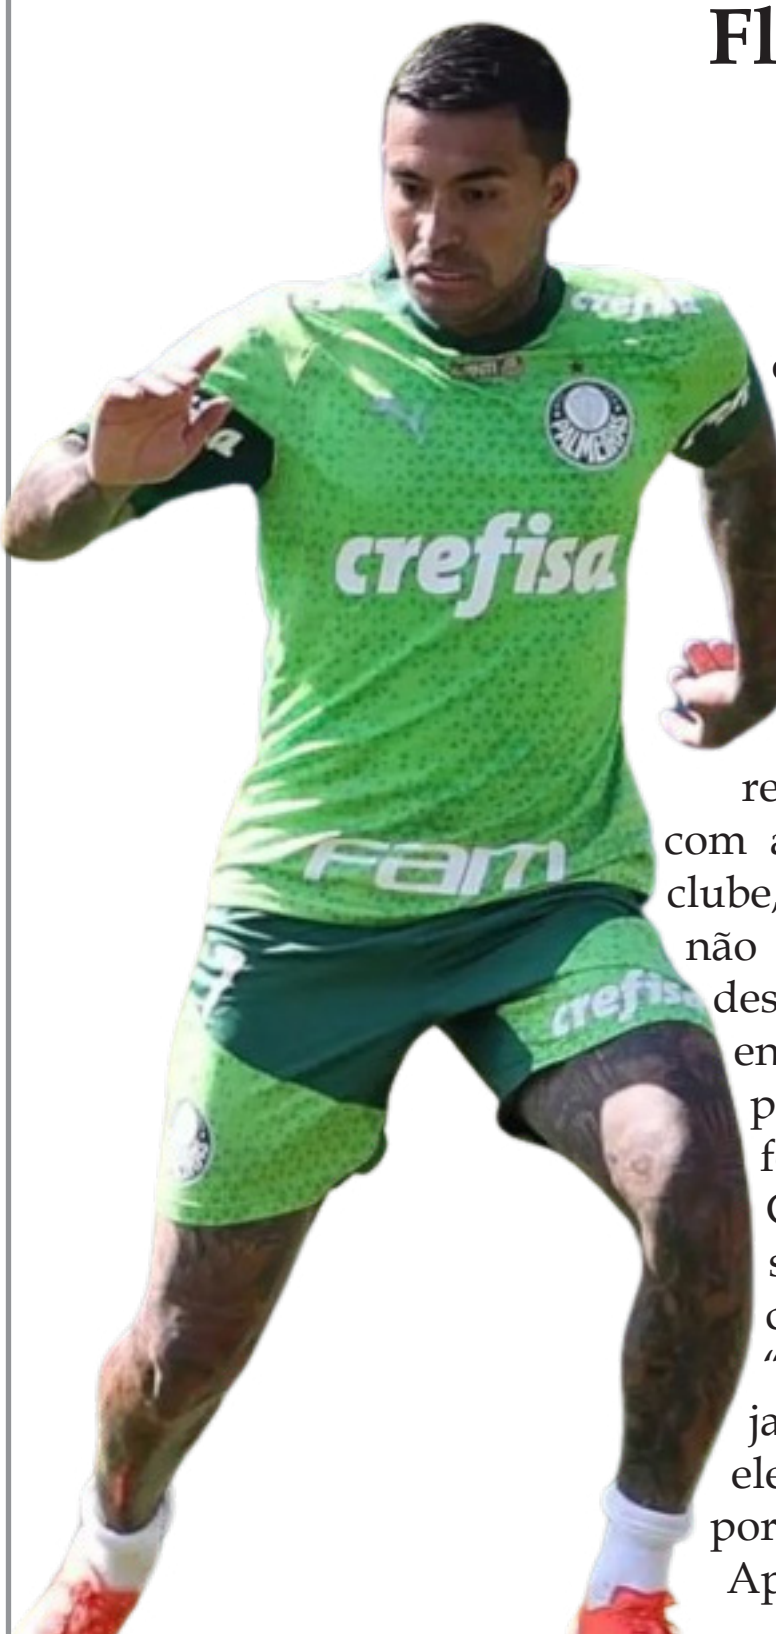 Fl
crefisa
PALMEIRAS
a
crefisa
re
fam
com a
clube,
não
crefisa
des
en
p
f
s
“
ja
ele
por
Ap